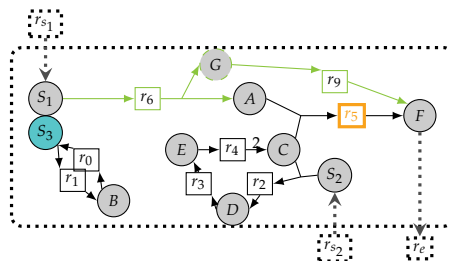 r_{s_1}
G
r_9
S_1
r_6
A
r_5
F
S_3
E
r_4
2
C
r_0
r_1
r_3
r_2
S_2
B
D
r_{s_2}
r_e